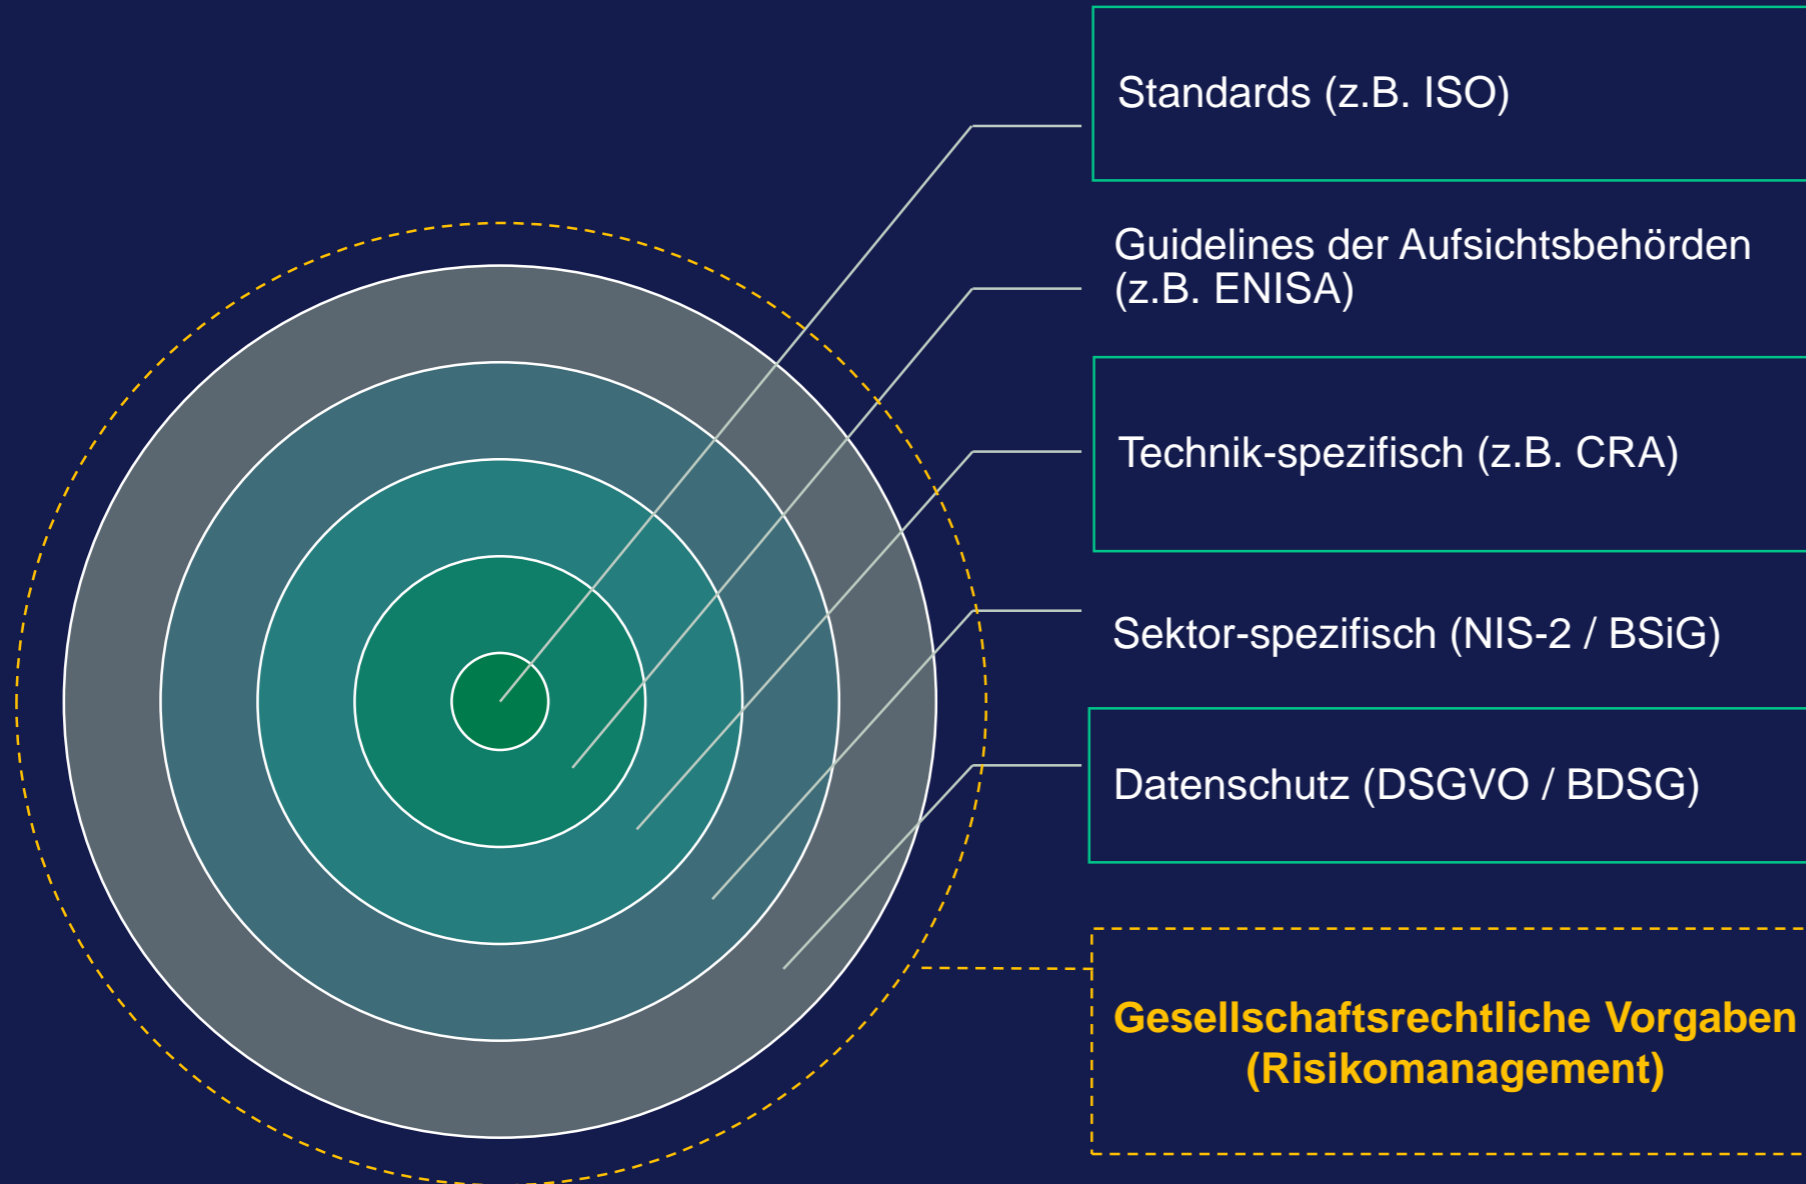 Standards (z.B. ISO)
Guidelines der Aufsichtsbehörden
(z.B. ENISA)
Technik-spezifisch (z.B. CRA)
Sektor-spezifisch (NIS-2 / BSiG)
Datenschutz (DSGVO / BDSG)
Gesellschaftsrechtliche Vorgaben
(Risikomanagement)